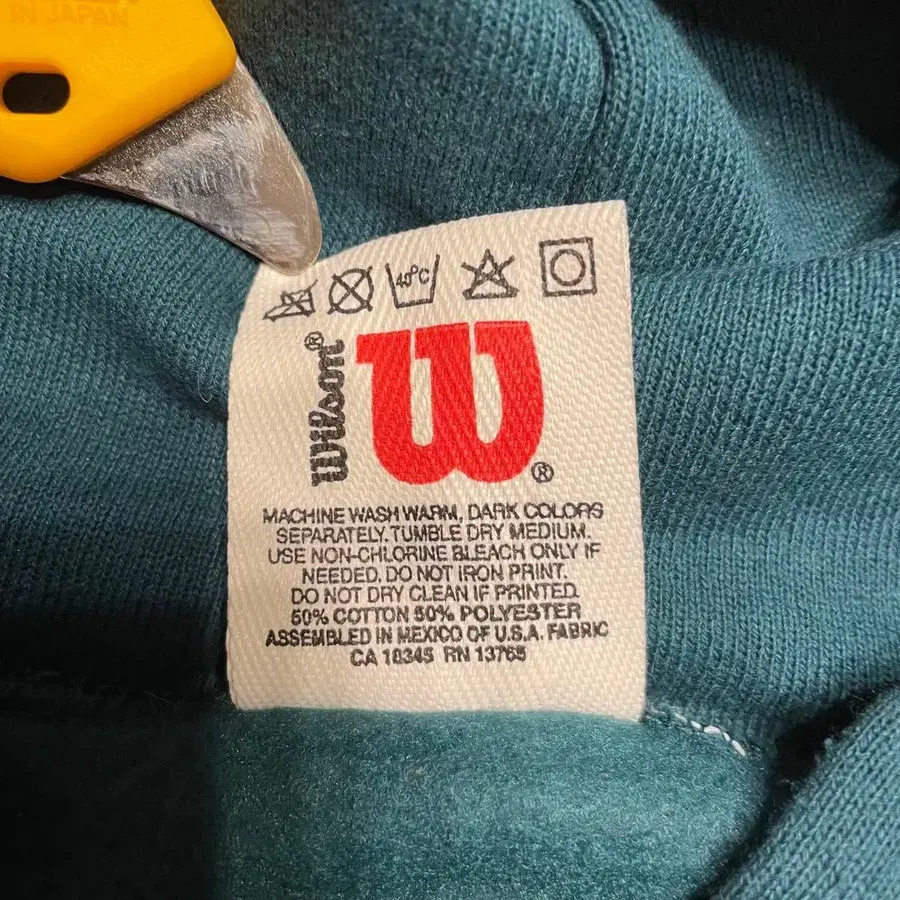 IN JAPAN
40°C
Wilson®
W®
MACHINE WASH WARM, DARK COLORS
SEPARATELY. TUMBLE DRY MEDIUM.
USE NON-CHLORINE BLEACH ONLY IF
NEEDED. DO NOT IRON PRINT.
DO NOT DRY CLEAN IF PRINTED.
50% COTTON 50% POLYESTER
ASSEMBLED IN MEXICO OF U.S.A. FABRIC
CA 18345 RN 13765